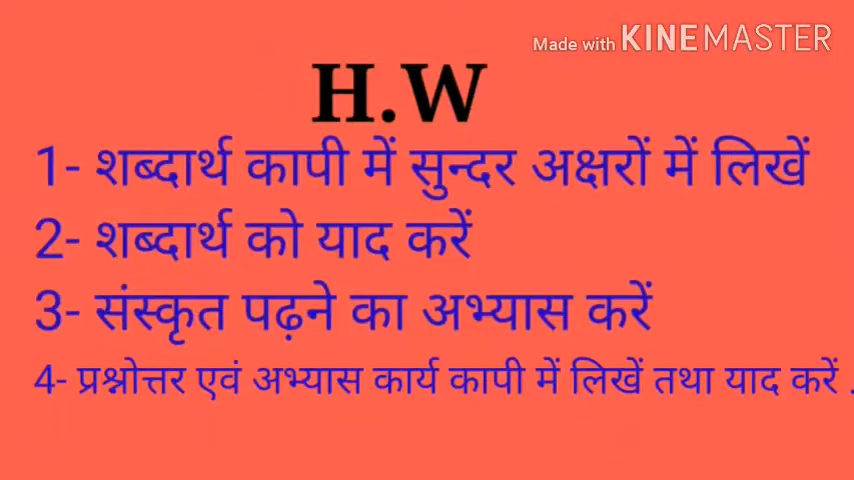 Made with KINEMASTER
H.W
1- शब्दार्थ कापी में सुन्दर अक्षरों में लिखें
2- शब्दार्थ को याद करें
3- संस्कृत पढ़ने का अभ्यास करें
4- प्रश्नोत्तर एवं अभ्यास कार्य कापी में लिखें तथा याद करें .